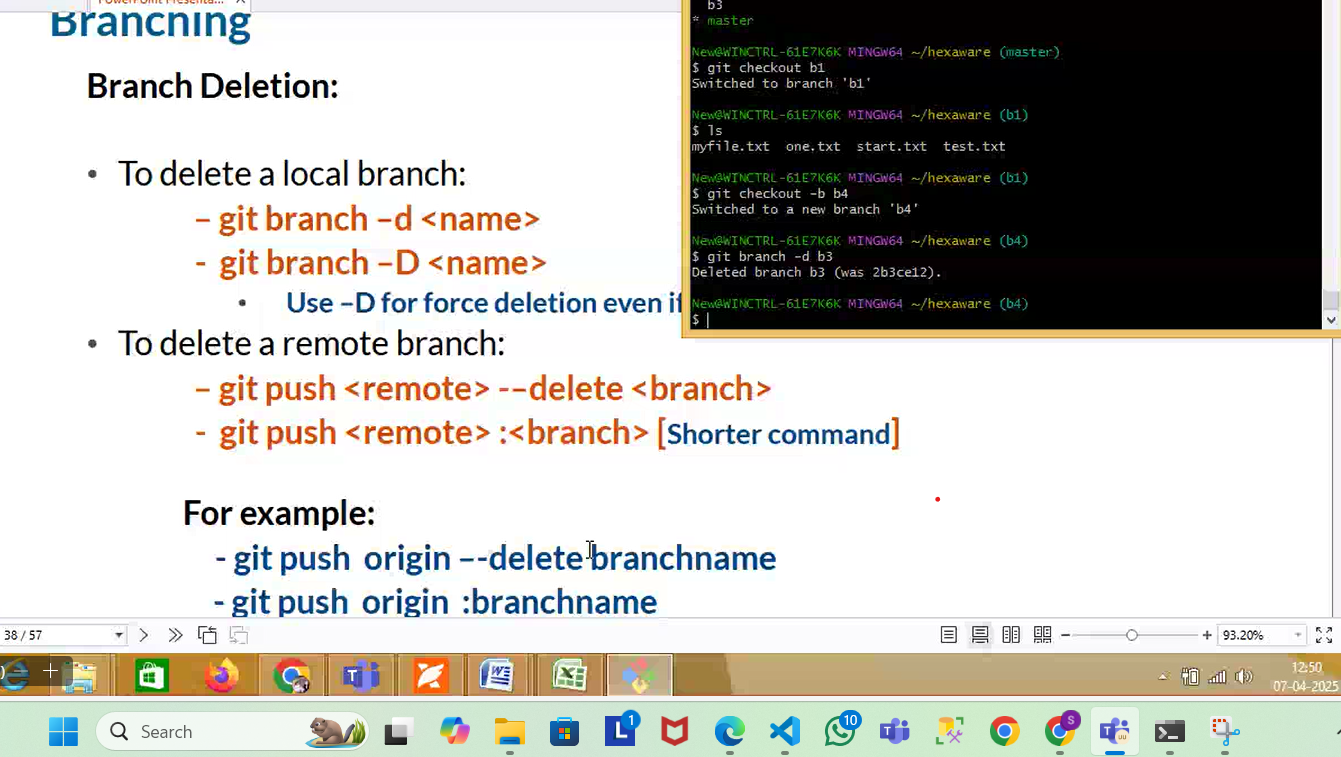 PowerPoint Presentat...
Branching
Branch Deletion:
• To delete a local branch:
– git branch –d <name>
- git branch –D <name>
• Use –D for force deletion even if
• To delete a remote branch:
– git push <remote> -–delete <branch>
- git push <remote> :<branch> [Shorter command]
For example:
- git push origin –-delete branchname
- git push origin :branchname
b3
* master
New@WINCTRL-61E7K6K MINGW64 ~/hexaware (master)
$ git checkout b1
Switched to branch 'b1'
New@WINCTRL-61E7K6K MINGW64 ~/hexaware (b1)
$ ls
myfile.txt one.txt start.txt test.txt
New@WINCTRL-61E7K6K MINGW64 ~/hexaware (b1)
$ git checkout -b b4
Switched to a new branch 'b4'
New@WINCTRL-61E7K6K MINGW64 ~/hexaware (b4)
$ git branch -d b3
Deleted branch b3 (was 2b3ce12).
New@WINCTRL-61E7K6K MINGW64 ~/hexaware (b4)
$
38 / 57
93.20%
12:50
07-04-2025
Search
1
10
S